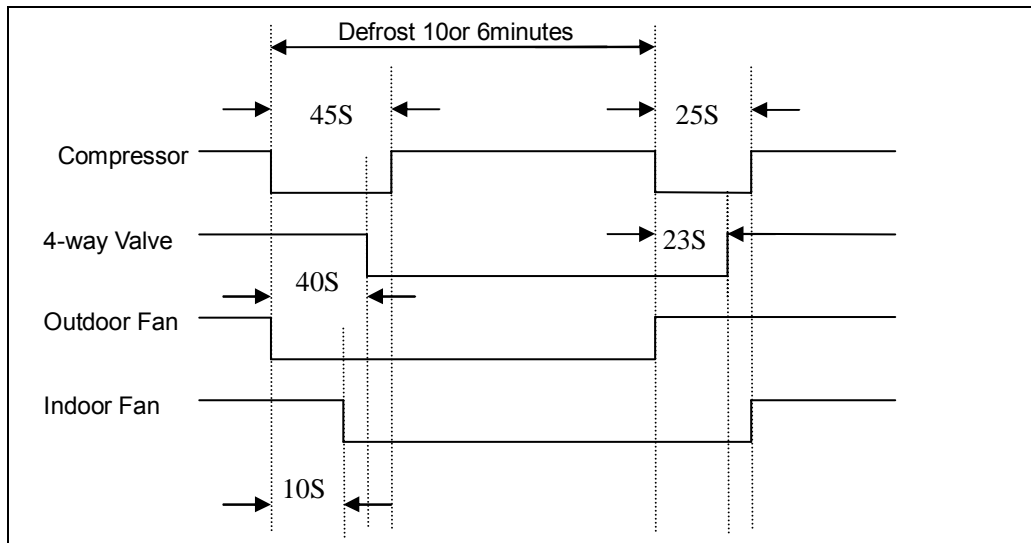 Defrost 10or 6minutes
45S
25S
Compressor
4-way Valve
23S
40S
Outdoor Fan
Indoor Fan
10S